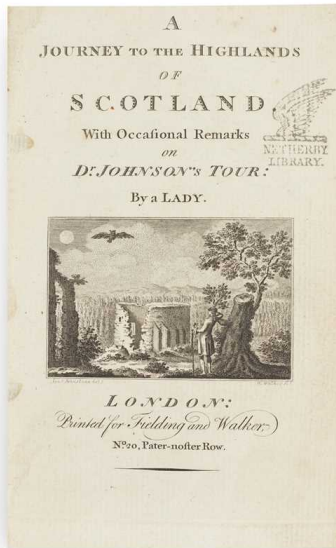 A
JOURNEY TO THE HIGHLANDS
OF
SCOTLAND.
With Occaſional Remarks
on
Dr. JOHNSON's TOUR:
By a LADY.
NETHERBY
LIBRARY.
LONDON:
Printed for Fielding and Walker,
No. 20, Pater-noſter Row.